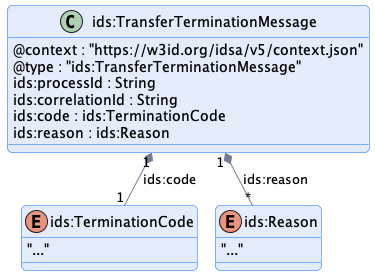 C ids:TransferTerminationMessage
@context : "https://w3id.org/idsa/v5/context.json"
@type : "ids:TransferTerminationMessage"
ids:processId : String
ids:correlationId : String
ids:code : ids:TerminationCode
ids:reason : ids:Reason
1 1
ids:code ids:reason
1 *
E ids:TerminationCode E ids:Reason
"..." "..."